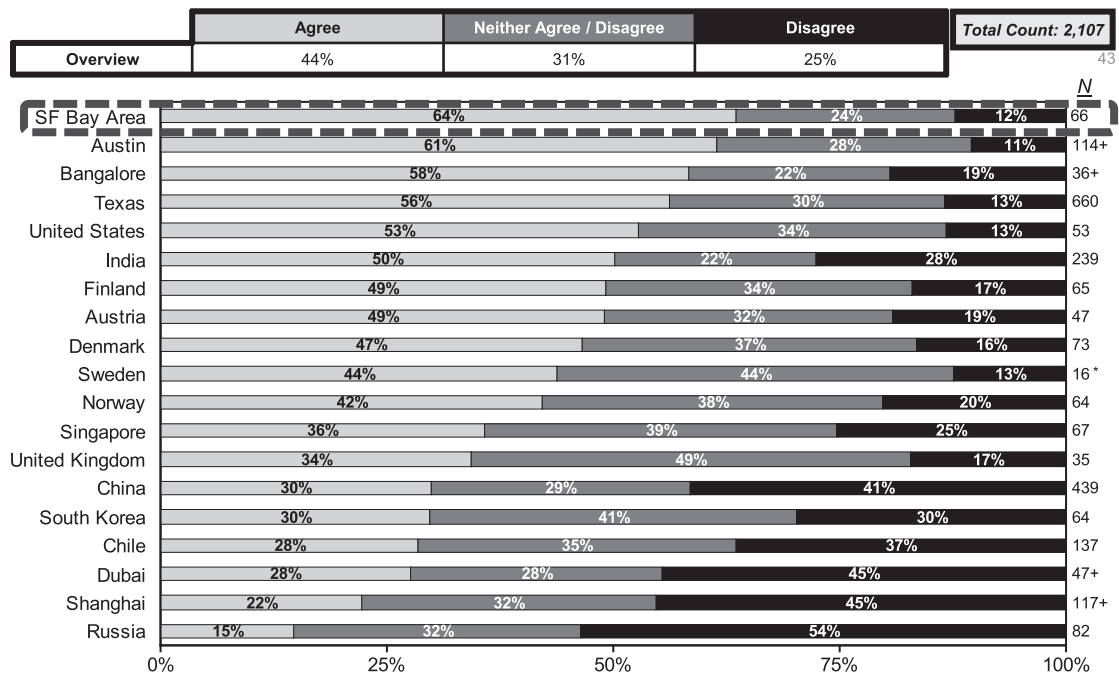 Agree Neither Agree / Disagree Disagree Total Count: 2,107
Overview 44% 31% 25% 43
N
SF Bay Area 64% 24% 12% 66
Austin 61% 28% 11% 114+
Bangalore 58% 22% 19% 36+
Texas 56% 30% 13% 660
United States 53% 34% 13% 53
India 50% 22% 28% 239
Finland 49% 34% 17% 65
Austria 49% 32% 19% 47
Denmark 47% 37% 16% 73
Sweden 44% 44% 13% 16 *
Norway 42% 38% 20% 64
Singapore 36% 39% 25% 67
United Kingdom 34% 49% 17% 35
China 30% 29% 41% 439
South Korea 30% 41% 30% 64
Chile 28% 35% 37% 137
Dubai 28% 28% 45% 47+
Shanghai 22% 32% 45% 117+
Russia 15% 32% 54% 82
0% 25% 50% 75% 100%